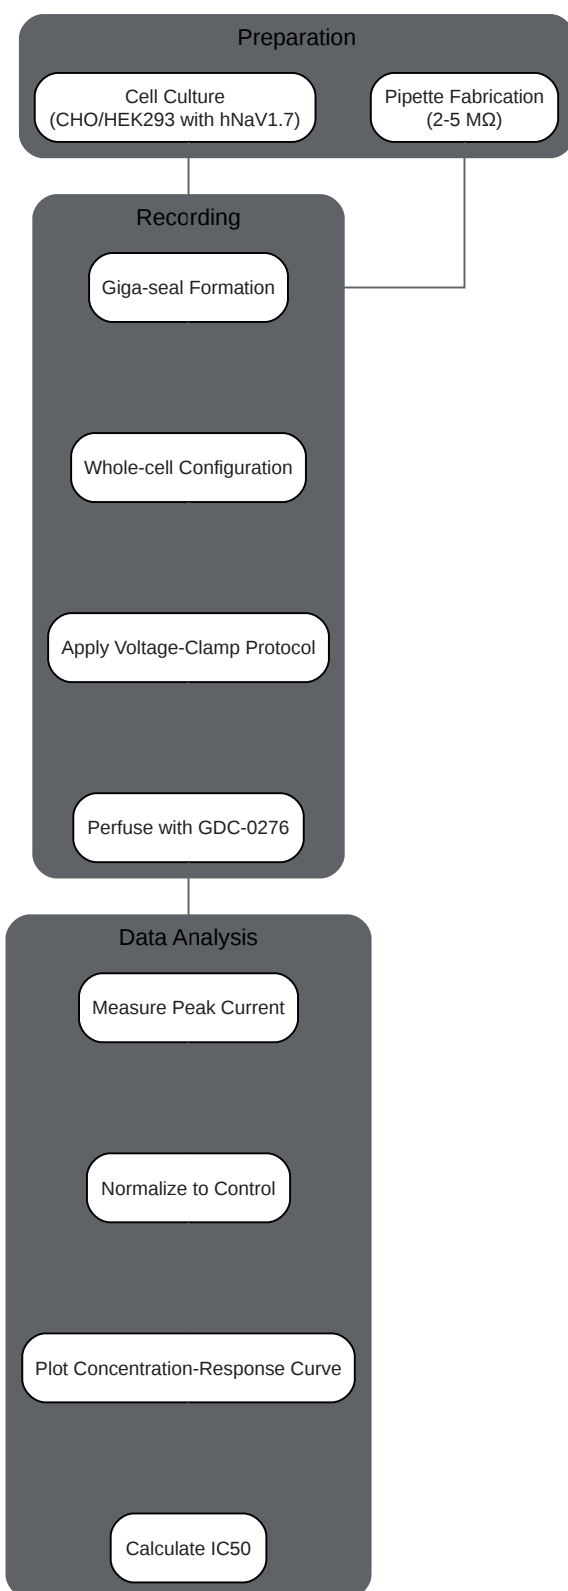 Preparation
Cell Culture
(CHO/HEK293 with hNaV1.7)
Pipette Fabrication
(2-5 MΩ)
Recording
Giga-seal Formation
Whole-cell Configuration
Apply Voltage-Clamp Protocol
Perfuse with GDC-0276
Data Analysis
Measure Peak Current
Normalize to Control
Plot Concentration-Response Curve
Calculate IC50